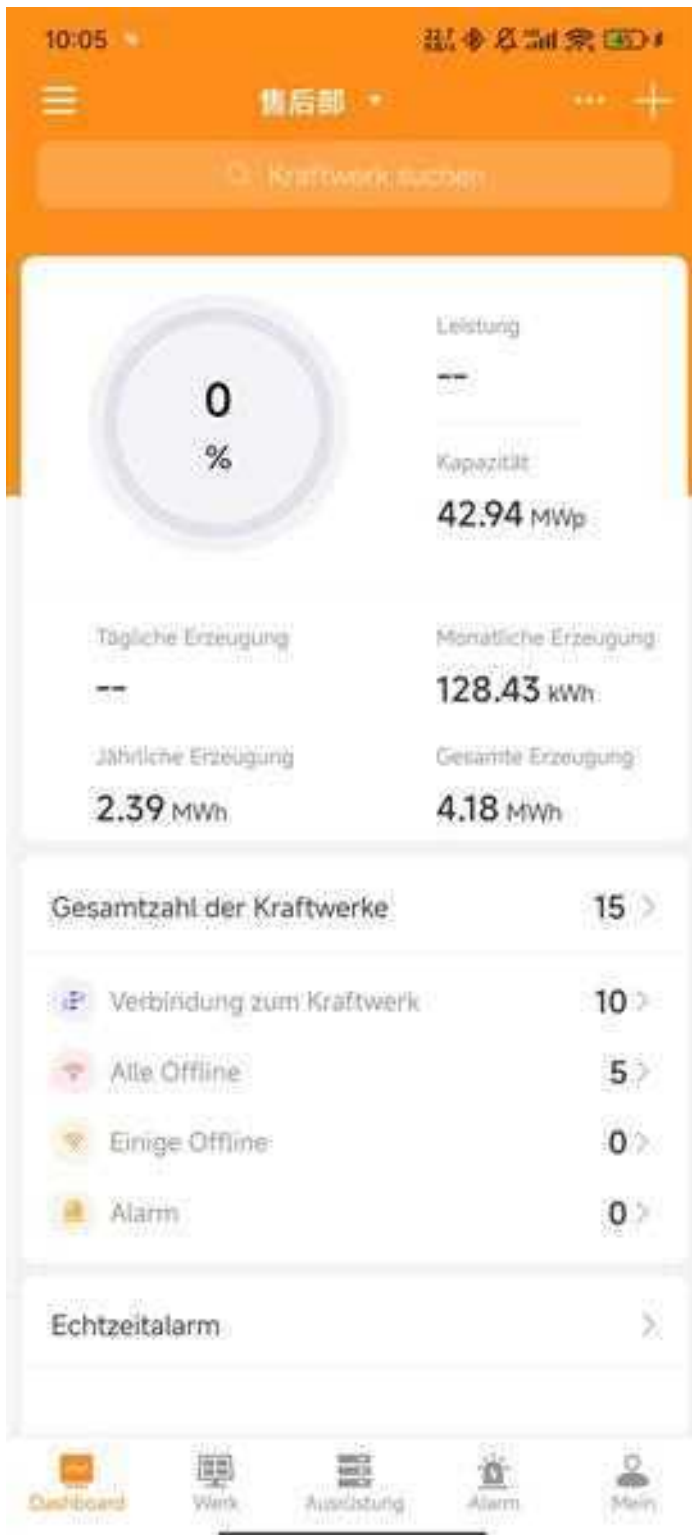 10:05
售后部
Kraftwerk suchen
Leistung
--
0
%
Kapazität
42.94 MWp
Tägliche Erzeugung
Monatliche Erzeugung
--
128.43 kWh
Jährliche Erzeugung
Gesamte Erzeugung
2.39 MWh
4.18 MWh
Gesamtzahl der Kraftwerke
15
Verbindung zum Kraftwerk
10
Alle Offline
5
Einige Offline
0
Alarm
0
Echtzeitalarm
Dashboard
Werk
Ausrüstung
Alarm
Mein